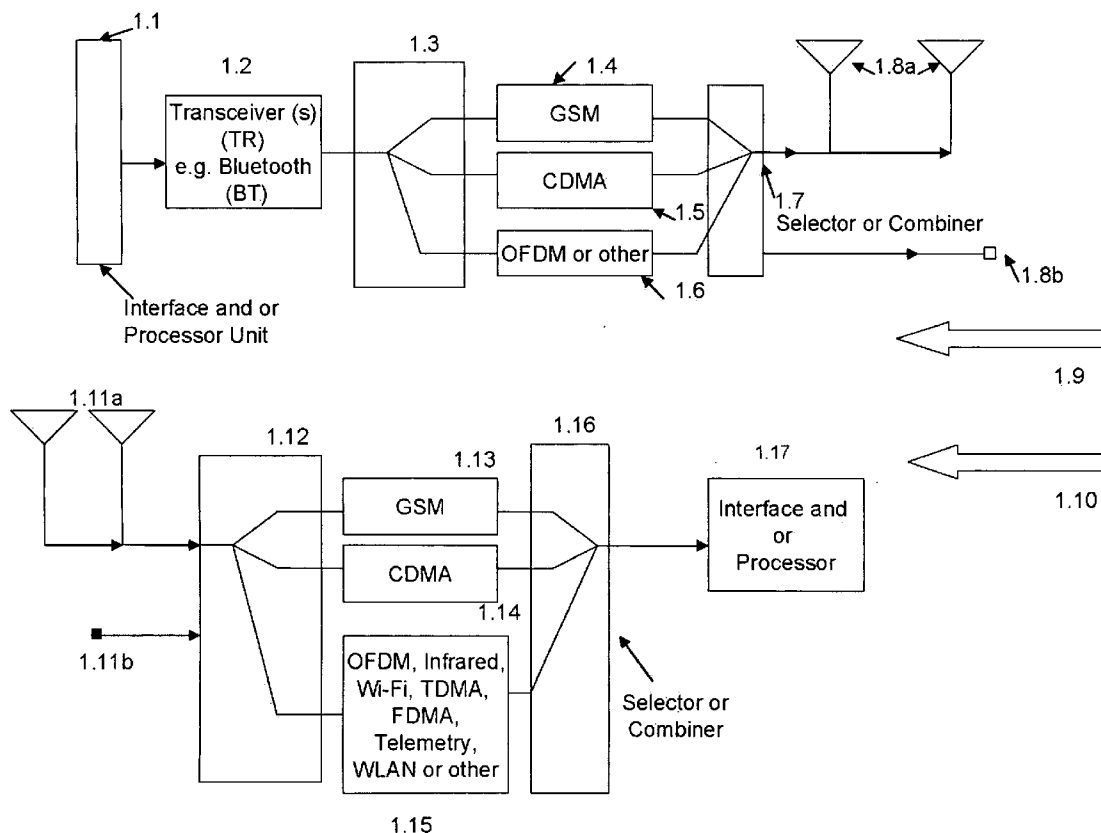 1.1
1.2
1.3
1.4
1.8a
Transceiver (s)
(TR)
e.g. Bluetooth
(BT)
GSM
CDMA
1.5
1.7
Selector or Combiner
OFDM or other
1.6
1.8b
Interface and or
Processor Unit
1.9
1.11a
1.12
1.13
1.16
1.17
1.10
GSM
Interface and
or
Processor
CDMA
1.14
1.11b
OFDM, Infrared,
Wi-Fi, TDMA,
FDMA,
Telemetry,
WLAN or other
Selector or
Combiner
1.15